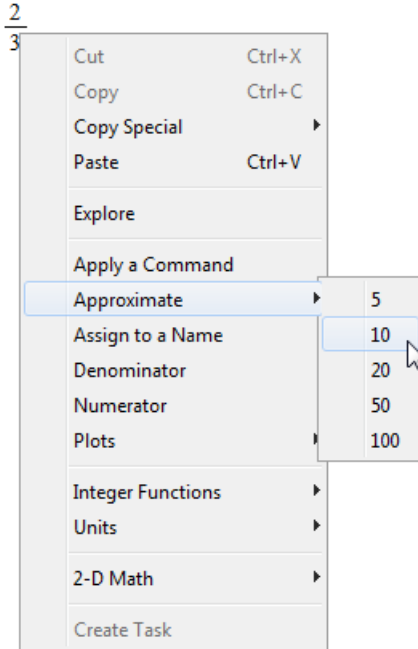 2
3
Cut Ctrl+X
Copy Ctrl+C
Copy Special
Paste Ctrl+V
Explore
Apply a Command
Approximate
5
Assign to a Name
10
Denominator
20
Numerator
50
Plots
100
Integer Functions
Units
2-D Math
Create Task